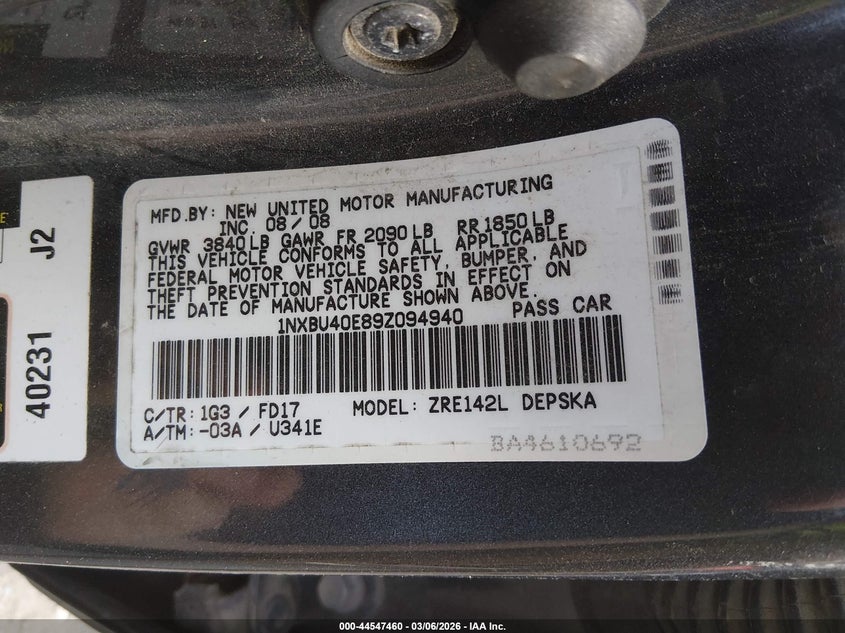 MFD.BY: NEW UNITED MOTOR MANUFACTURING
INC. 08/08
GVWR 3840LB GAWR FR 2090LB RR 1850LB
THIS VEHICLE CONFORMS TO ALL APPLICABLE
FEDERAL MOTOR VEHICLE SAFETY, BUMPER, AND
THEFT PREVENTION STANDARDS IN EFFECT ON
THE DATE OF MANUFACTURE SHOWN ABOVE.
1NXBU40E89Z094940 PASS CAR
C/TR: 1G3 / FD17 MODEL: ZRE142L DEPSKA
A/TM: -03A / U341E
BA4610692
40231 J2
000-44547460 - 03/06/2026 - IAA Inc.